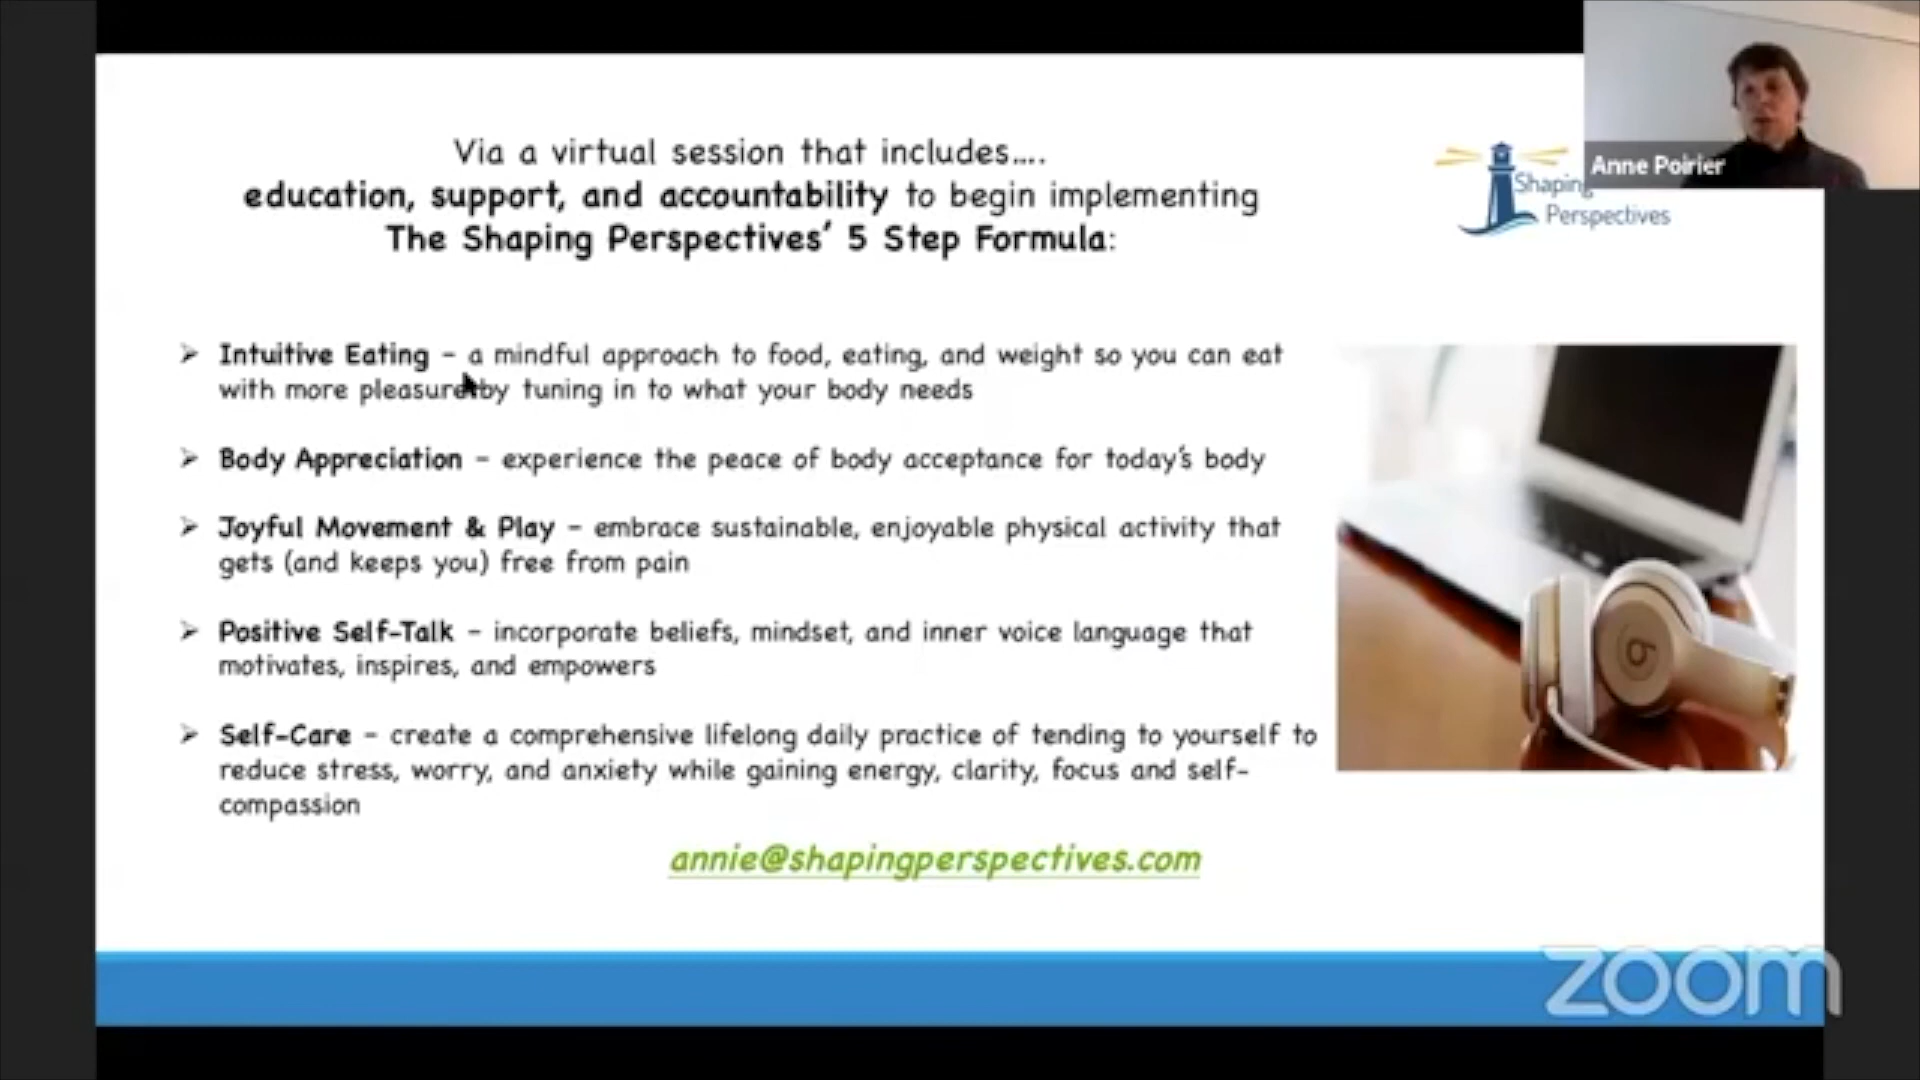 Via a virtual session that includes....
education, support, and accountability to begin implementing
The Shaping Perspectives' 5 Step Formula:
Anne Poirier
Shaping
Perspectives
➢ Intuitive Eating – a mindful approach to food, eating, and weight so you can eat
with more pleasure by tuning in to what your body needs
➢ Body Appreciation – experience the peace of body acceptance for today's body
➢ Joyful Movement & Play – embrace sustainable, enjoyable physical activity that
gets (and keeps you) free from pain
➢ Positive Self-Talk – incorporate beliefs, mindset, and inner voice language that
motivates, inspires, and empowers
➢ Self-Care – create a comprehensive lifelong daily practice of tending to yourself to
reduce stress, worry, and anxiety while gaining energy, clarity, focus and self-
compassion
annie@shapingperspectives.com
zoom